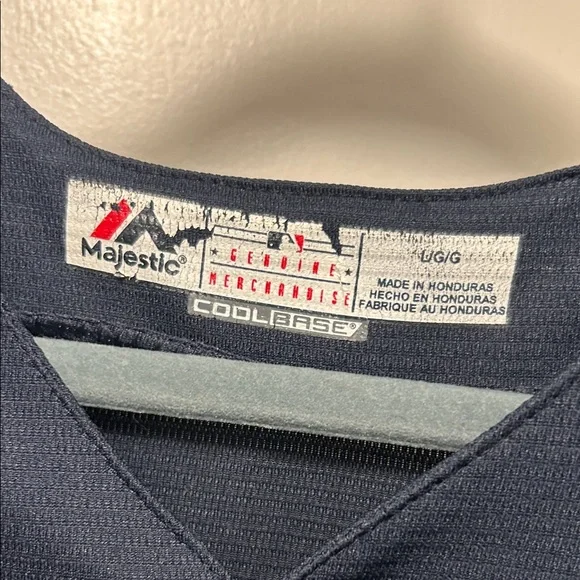 Majestic®
GENUINE
MERCHANDISE
COOLBASE®
L/G/G
MADE IN HONDURAS
HECHO EN HONDURAS
FABRIQUE AU HONDURAS